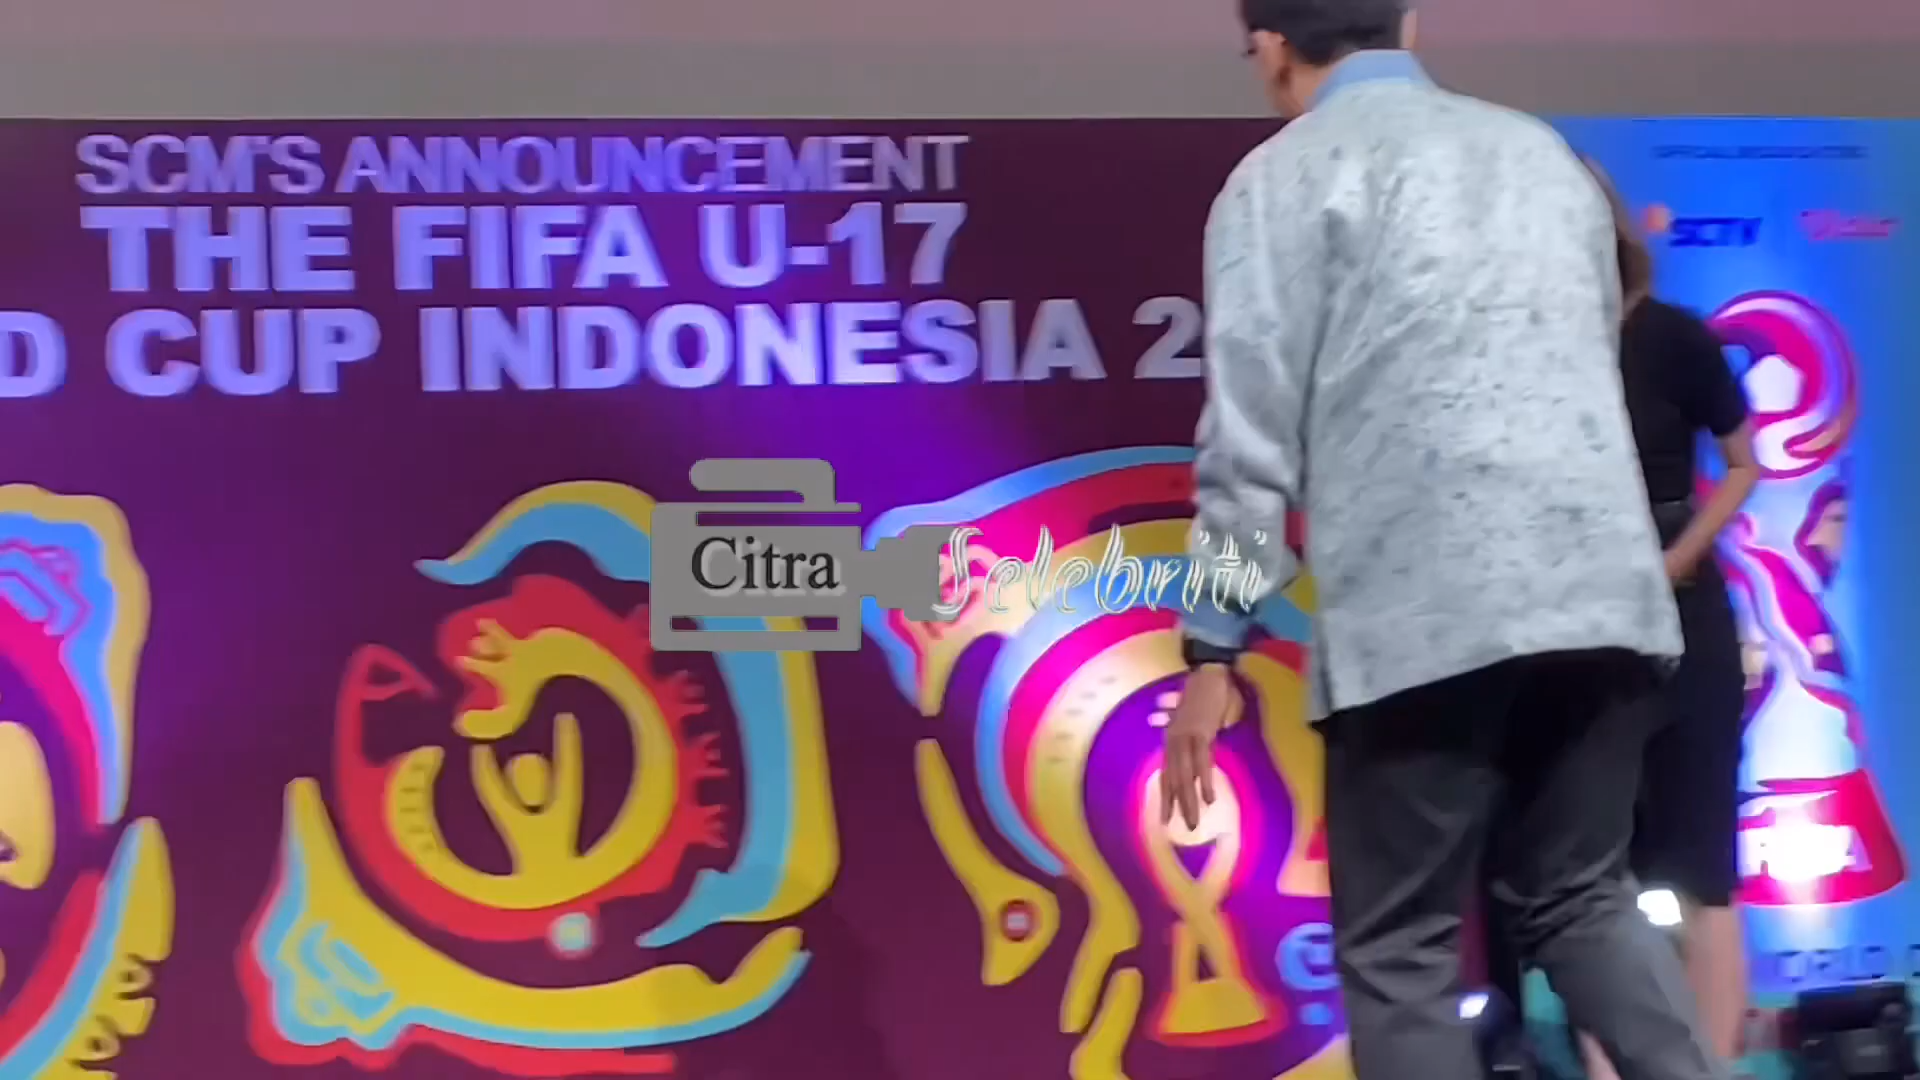 SCM'S ANNOUNCEMENT
THE FIFA U-17
D CUP INDONESIA 2
SCTV
Citra
Selebriti
FIFA